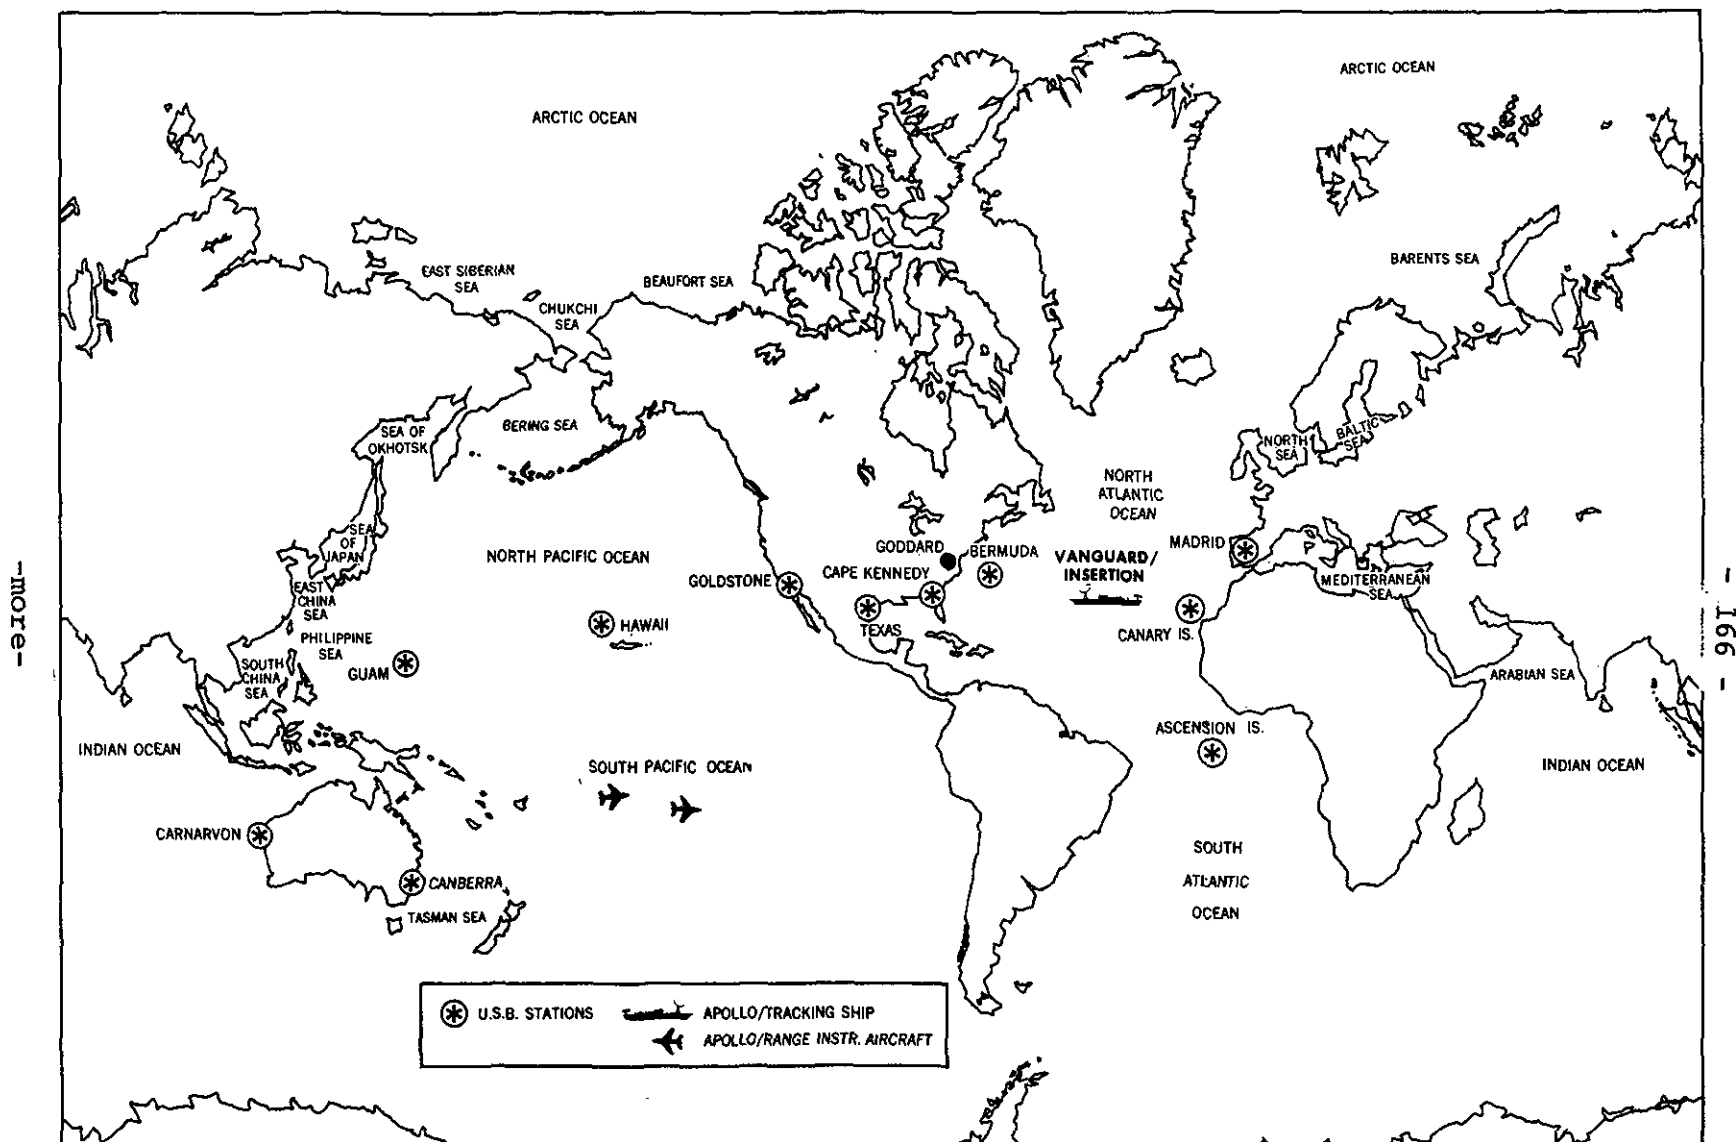 ARCTIC OCEAN
ARCTIC OCEAN
EAST SIBERIAN
SEA
CHUKCHI
SEA
BEAUFORT SEA
BARENTS SEA
SEA OF
OKHOTSK
BERING SEA
NORTH
SEA
BALTIC
SEA
NORTH
ATLANTIC
OCEAN
SEA
OF
JAPAN
NORTH PACIFIC OCEAN
GODDARD
BERMUDA
VANGUARD/
INSERTION
MADRID
GOLDSTONE
CAPE KENNEDY
MEDITERRANEAN
SEA
EAST
CHINA
SEA
PHILIPPINE
SEA
HAWAII
TEXAS
CANARY IS.
SOUTH
CHINA
SEA
GUAM
ARABIAN SEA
INDIAN OCEAN
ASCENSION IS.
SOUTH PACIFIC OCEAN
INDIAN OCEAN
CARNARVON
CANBERRA
TASMAN SEA
SOUTH
ATLANTIC
OCEAN
U.S.B. STATIONS
APOLLO/TRACKING SHIP
APOLLO/RANGE INSTR. AIRCRAFT
-more-
- 166 -